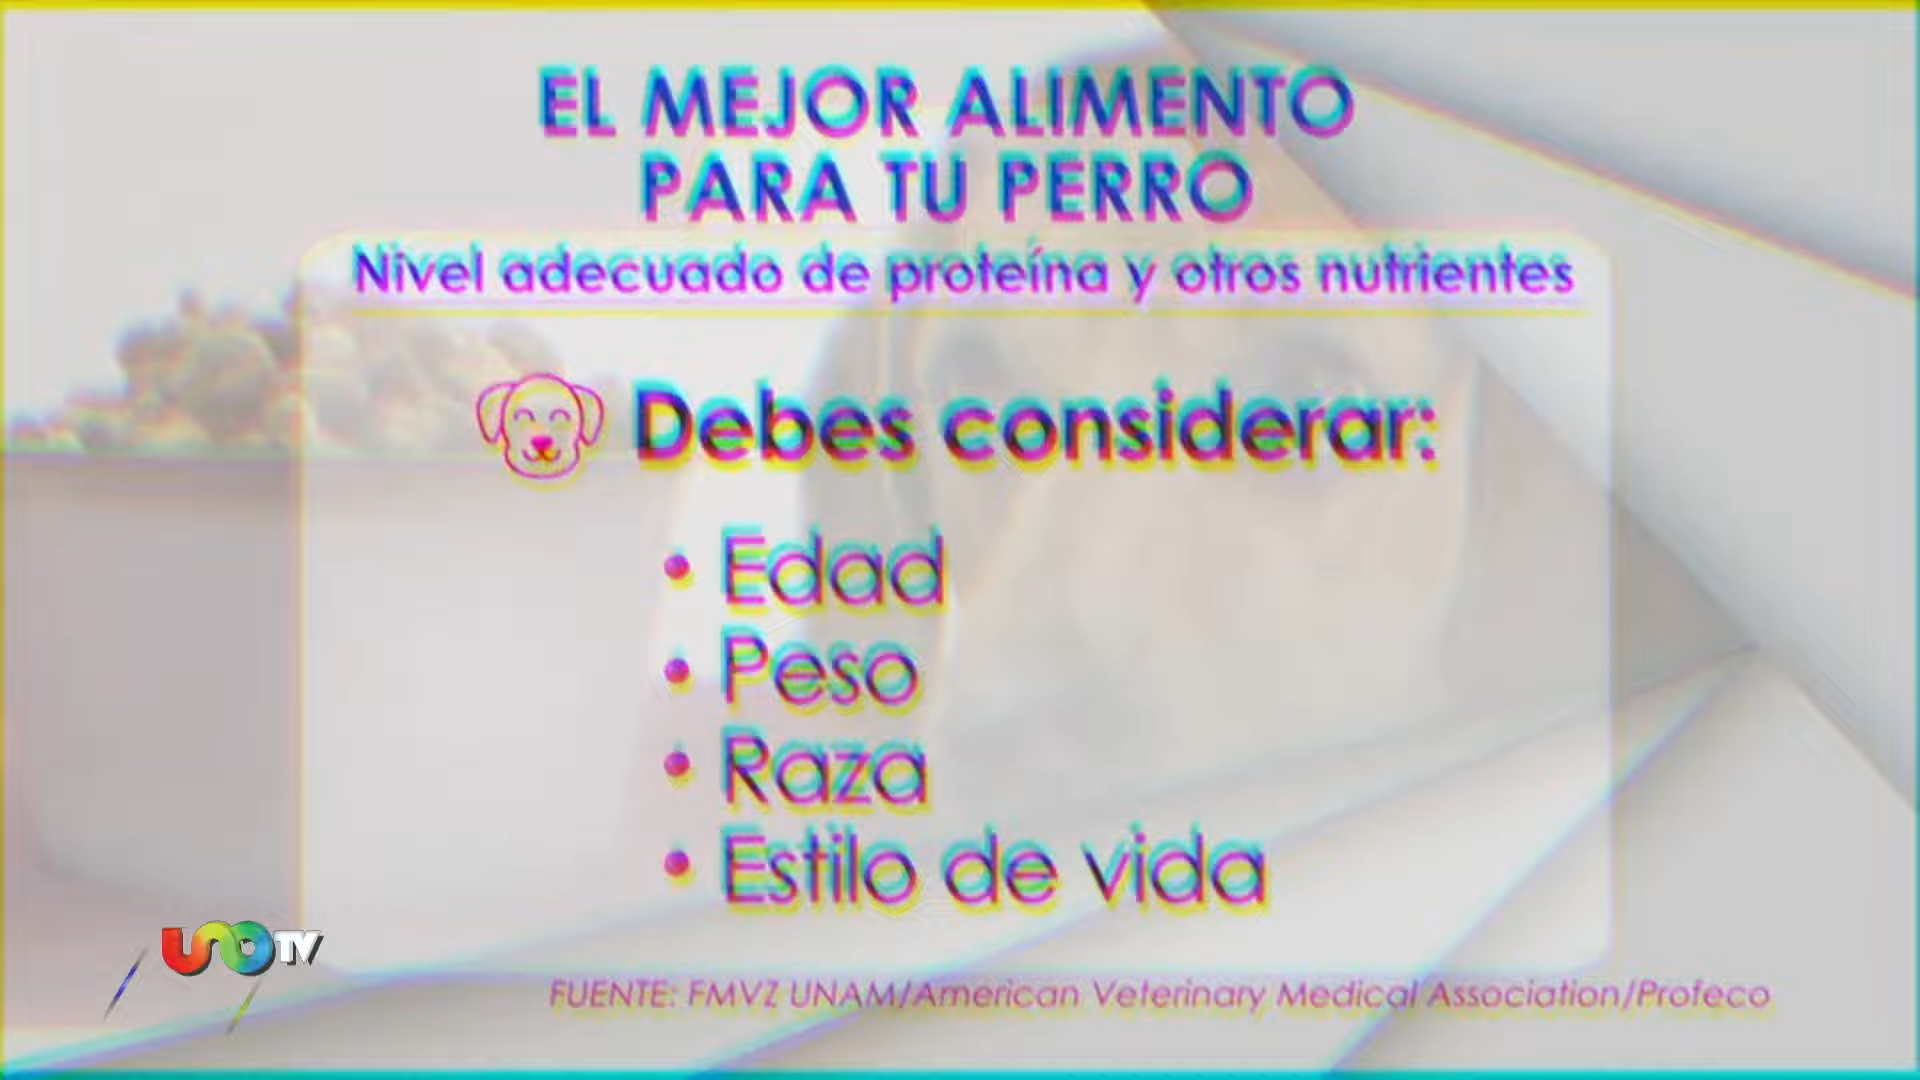 EL MEJOR ALIMENTO
PARA TU PERRO
Nivel adecuado de proteína y otros nutrientes
Debes considerar:
• Edad
• Peso
• Raza
• Estilo de vida
UNO TV
FUENTE: FMVZ UNAM/American Veterinary Medical Association/Profeco